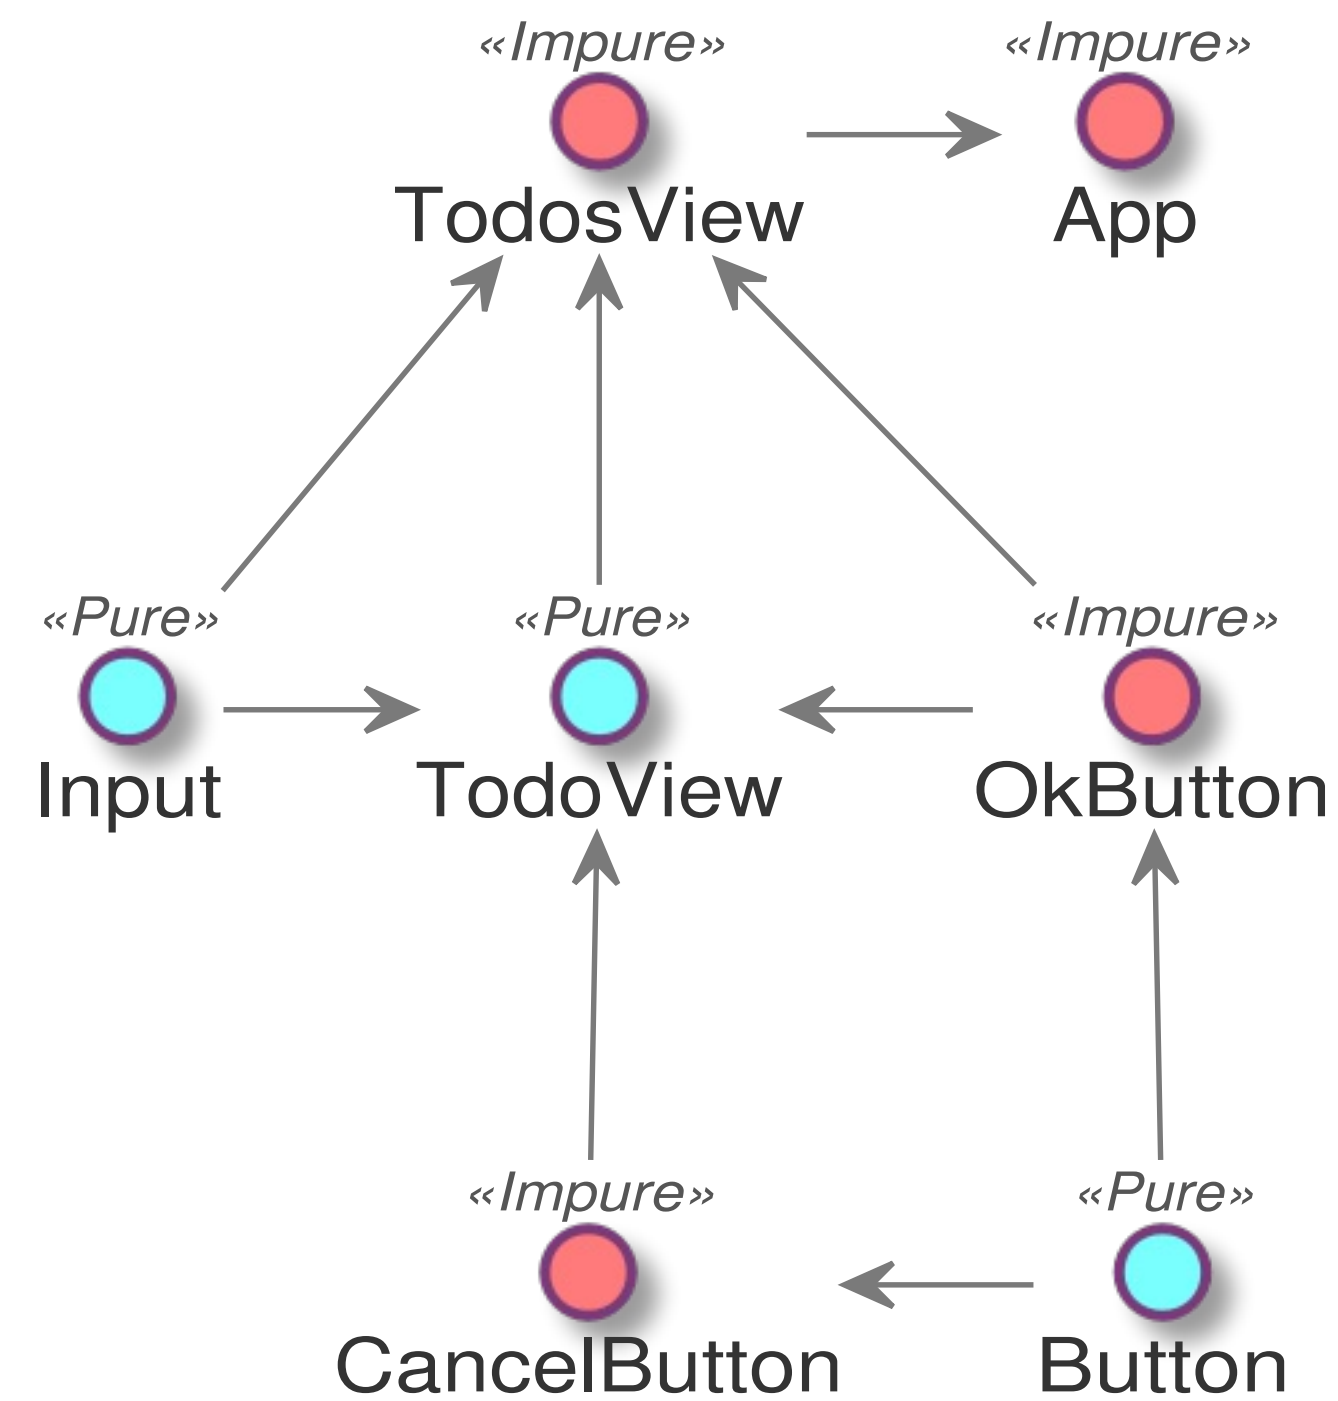 «Impure» «Impure»
TodosView App
«Pure» «Pure» «Impure»
Input TodoView OkButton
«Impure» «Pure»
CancelButton Button